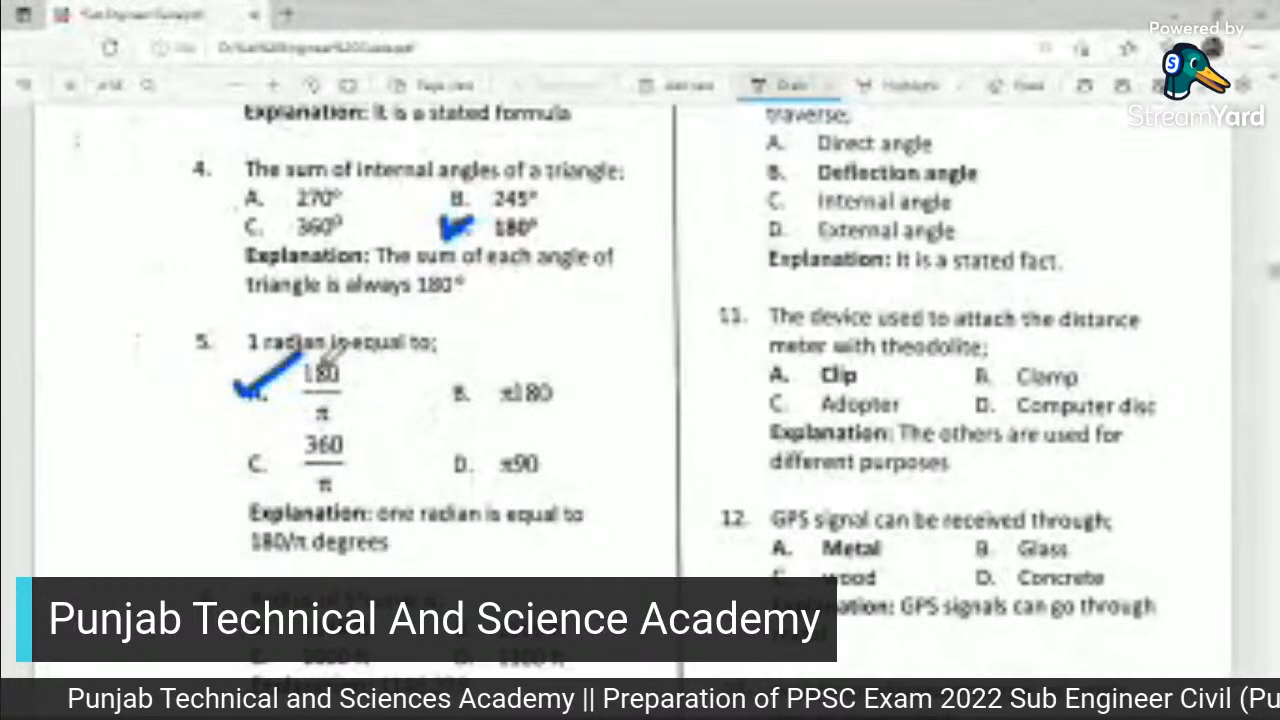 Powered by
StreamYard
Explanation: It is a stated formula
4. The sum of internal angles of a triangle;
A. 270° B. 245°
C. 360° 180°
Explanation: The sum of each angle of
triangle is always 180°
5. 1 radian is equal to;
A. 180/π B. π180
C. 360/π D. π90
Explanation: one radian is equal to
180/π degrees
traverse;
A. Direct angle
B. Deflection angle
C. Internal angle
D. External angle
Explanation: It is a stated fact.
11. The device used to attach the distance
meter with theodolite;
A. Clip B. Clamp
C. Adopter D. Computer disc
Explanation: The others are used for
different purposes
12. GPS signal can be received through;
A. Metal B. Glass
C. wood D. Concrete
Explanation: GPS signals can go through
Punjab Technical And Science Academy
Punjab Technical and Sciences Academy || Preparation of PPSC Exam 2022 Sub Engineer Civil (Pu